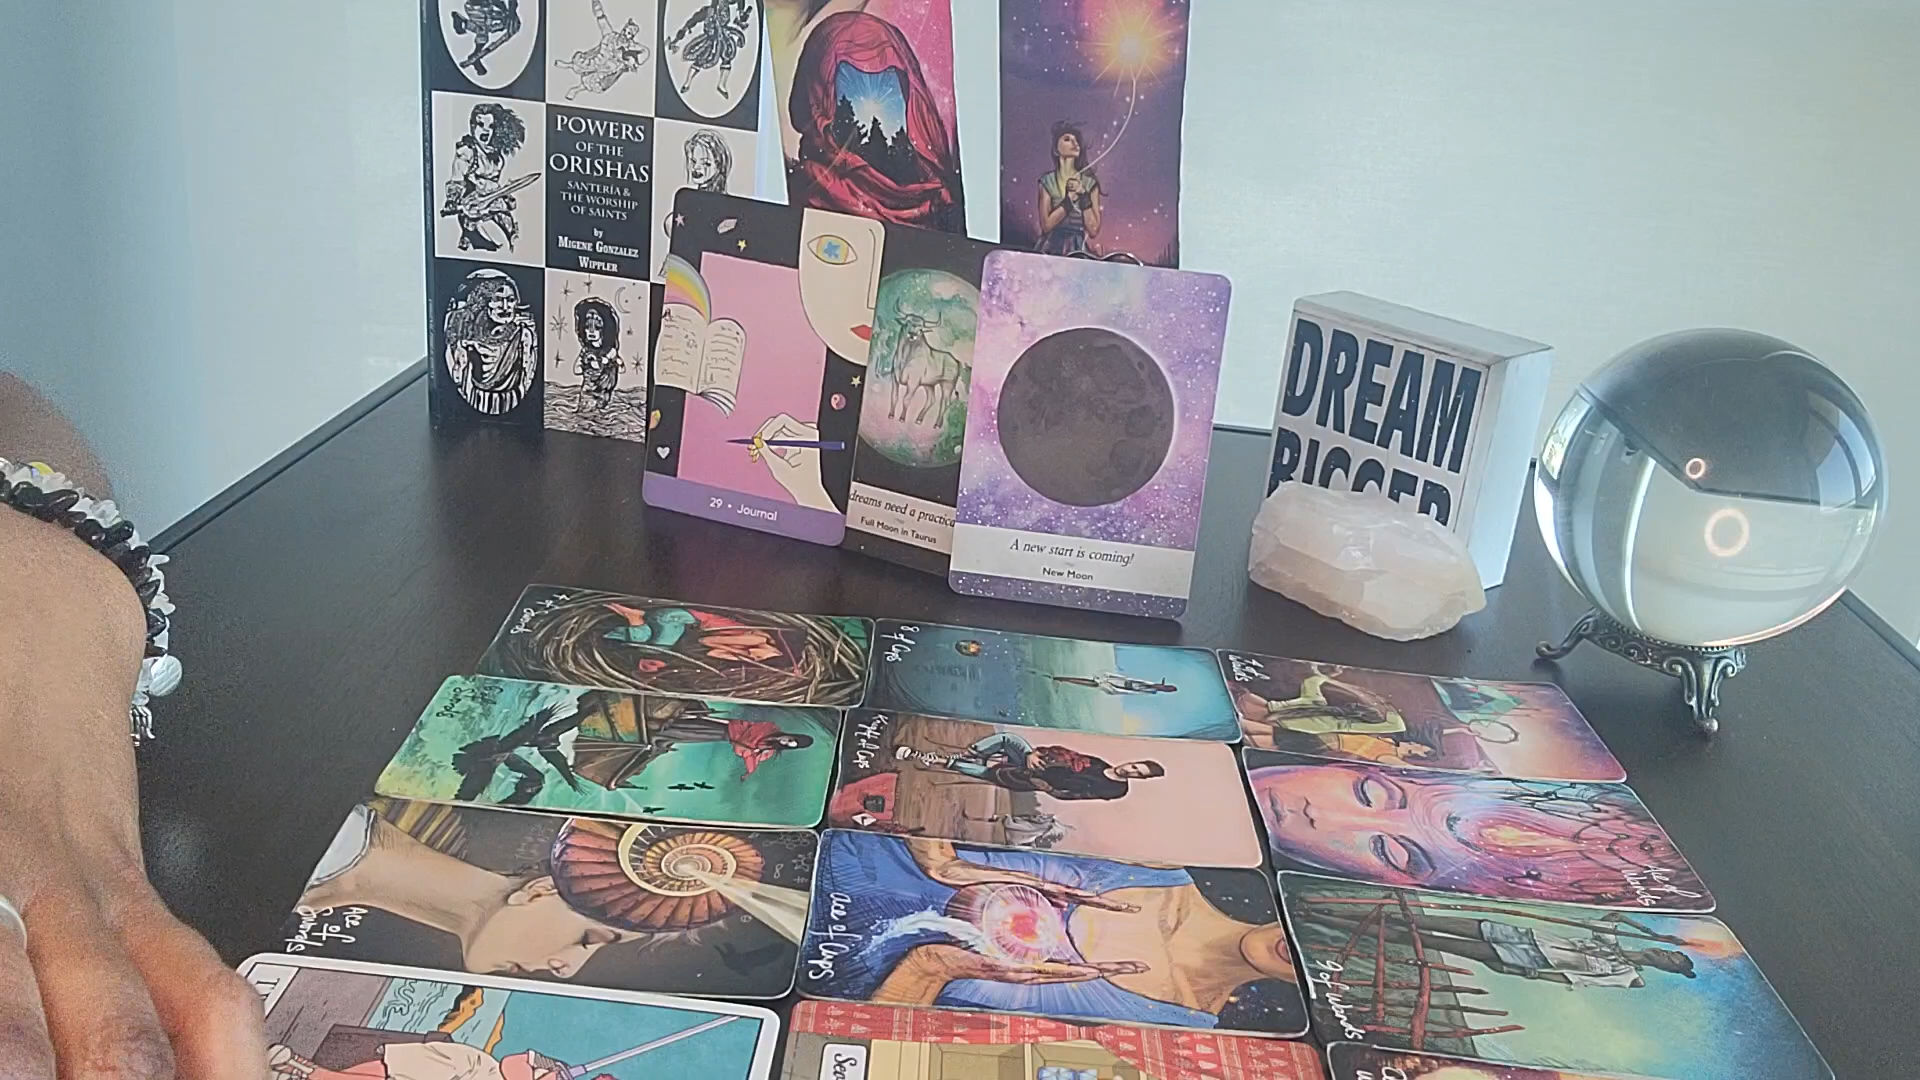 POWERS
OF THE
ORISHAS
SANTERÍA &
THE WORSHIP
OF SAINTS
by
MIGENE GONZALEZ
WIPPLER
29 • Journal
dreams need a practica
Full Moon in Taurus
A new start is coming!
New Moon
DREAM
BIGGER
8 of Cups
Knight of Cups
Ace of
Wands
Ace of
Swords
Ace of Cups
9 of Wands